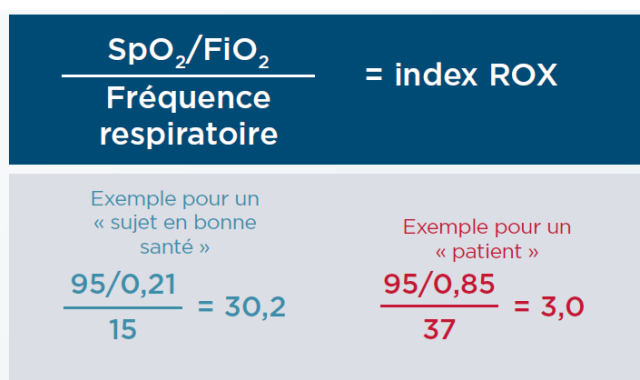 SpO₂/FiO₂
Fréquence
respiratoire
= index ROX
Exemple pour un
« sujet en bonne
santé »
95/0,21
15
= 30,2
Exemple pour un
« patient »
95/0,85
37
= 3,0